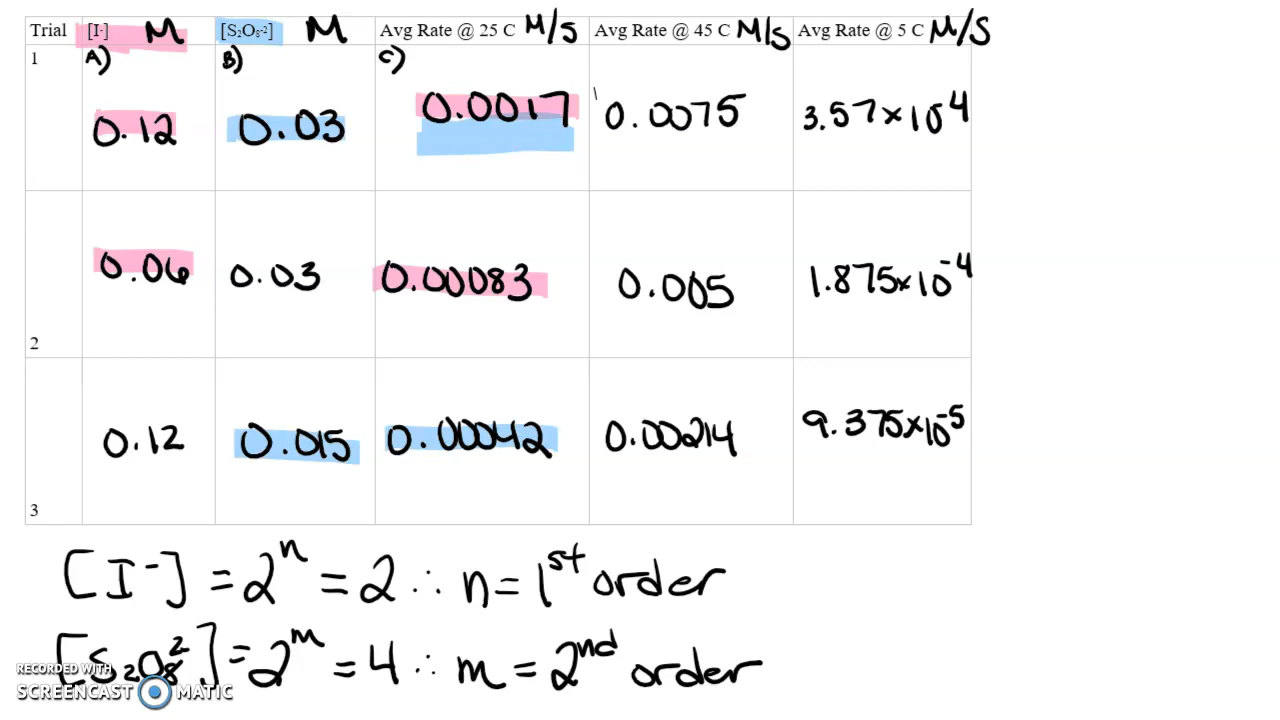 Trial [I-] M [S₂O₈-²] M Avg Rate @ 25 C M/S Avg Rate @ 45 C M/S Avg Rate @ 5 C M/S
1 A) B) C)
0.12 0.03 0.0017 0.0075 3.57×10⁻⁴
0.06 0.03 0.00083 0.005 1.875×10⁻⁴
2
0.12 0.015 0.00042 0.00214 9.375×10⁻⁵
3
[I⁻] = 2ⁿ = 2 ∴ n = 1st order
[S₂O₈²] = 2ᵐ = 4 ∴ m = 2nd order
RECORDED WITH
SCREENCAST MATIC